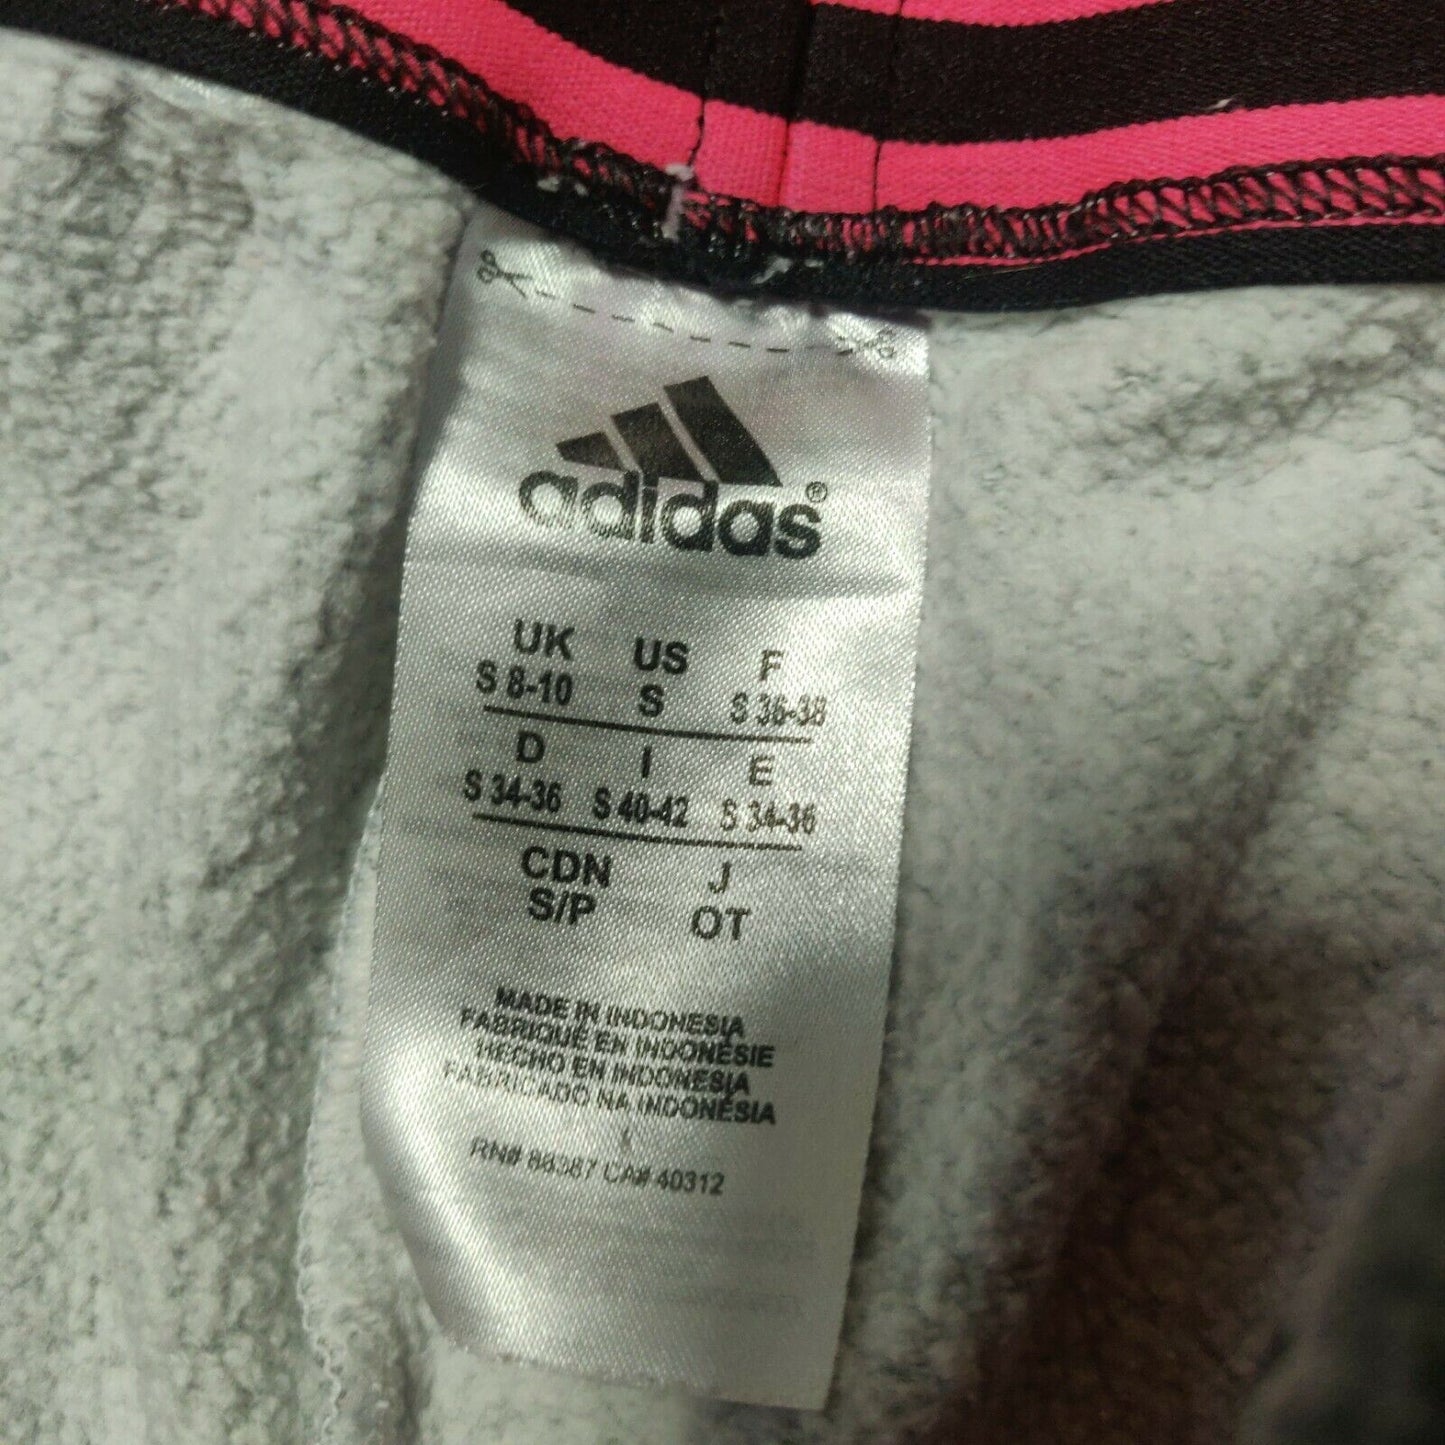 adidas®
UK US F
S 8-10 S S 36-38
D I E
S 34-36 S 40-42 S 34-36
CDN J
S/P OT
MADE IN INDONESIA
FABRIQUÉ EN INDONÉSIE
HECHO EN INDONESIA
FABRICADO NA INDONÉSIA
RN# 88387 CA# 40312